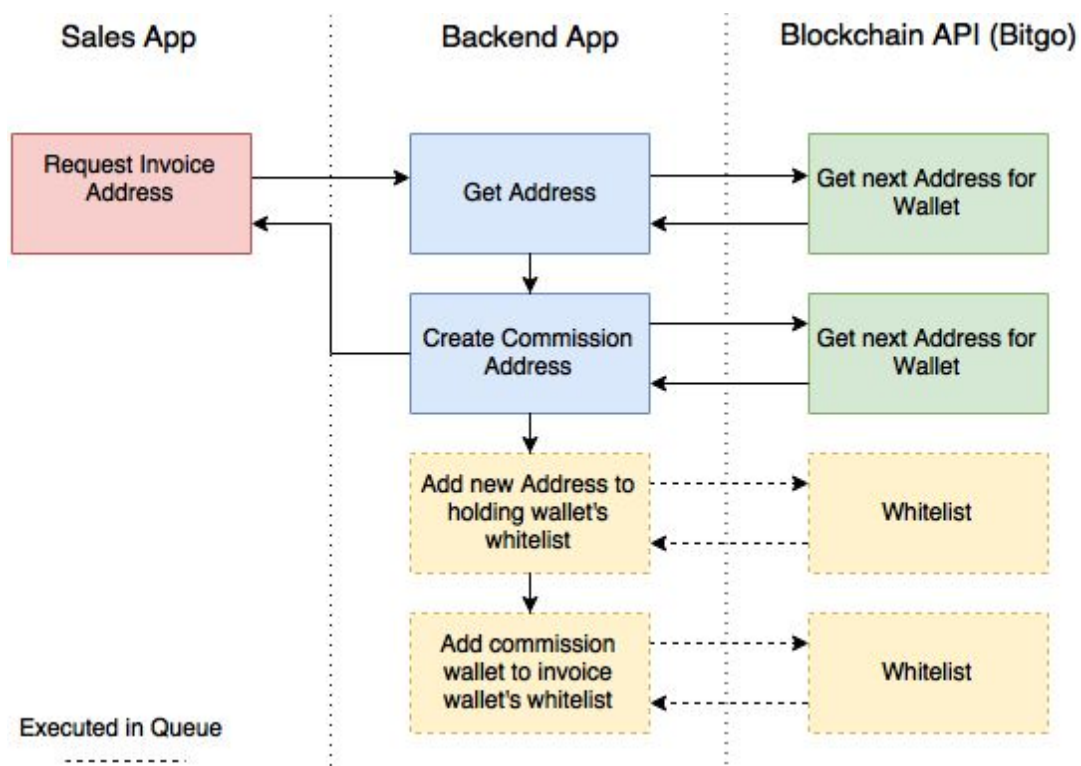 Sales App
Backend App
Blockchain API (Bitgo)
Request Invoice
Address
Get Address
Get next Address for
Wallet
Create Commission
Address
Get next Address for
Wallet
Add new Address to
holding wallet's
whitelist
Whitelist
Add commission
wallet to invoice
wallet's whitelist
Whitelist
Executed in Queue